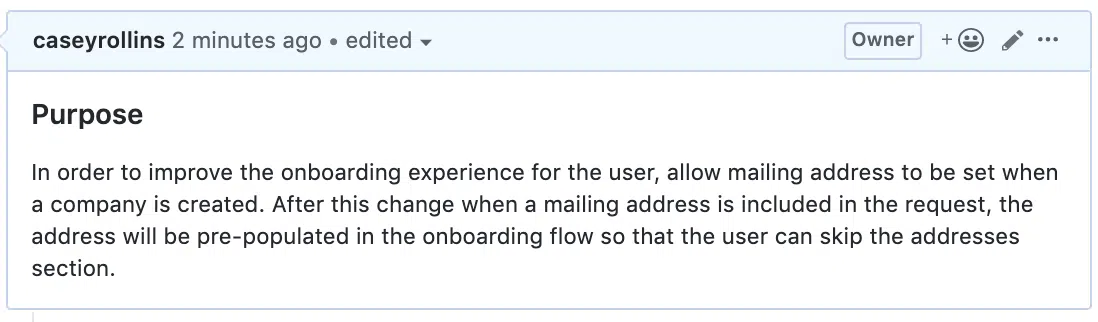 caseyrollins 2 minutes ago • edited
Owner
Purpose
In order to improve the onboarding experience for the user, allow mailing address to be set when
a company is created. After this change when a mailing address is included in the request, the
address will be pre-populated in the onboarding flow so that the user can skip the addresses
section.